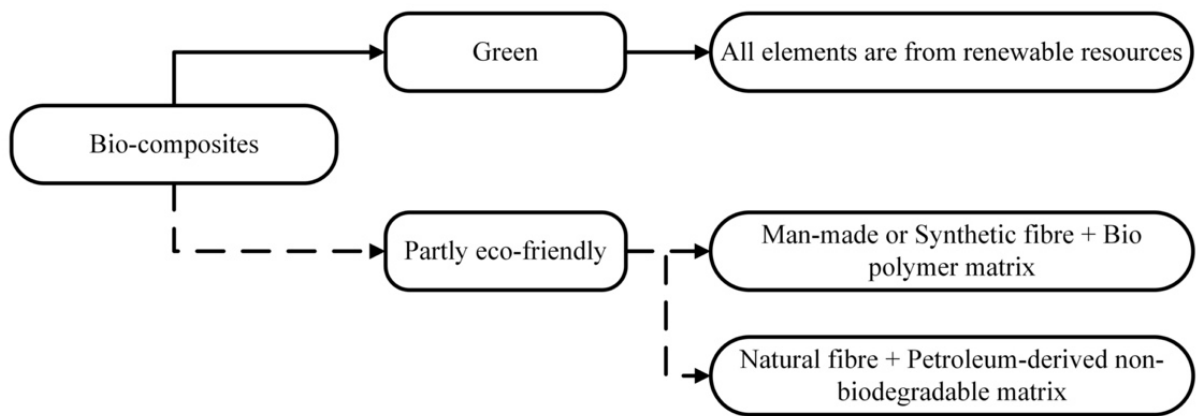 Green
All elements are from renewable resources
Bio-composites
Partly eco-friendly
Man-made or Synthetic fibre + Bio
polymer matrix
Natural fibre + Petroleum-derived non-
biodegradable matrix